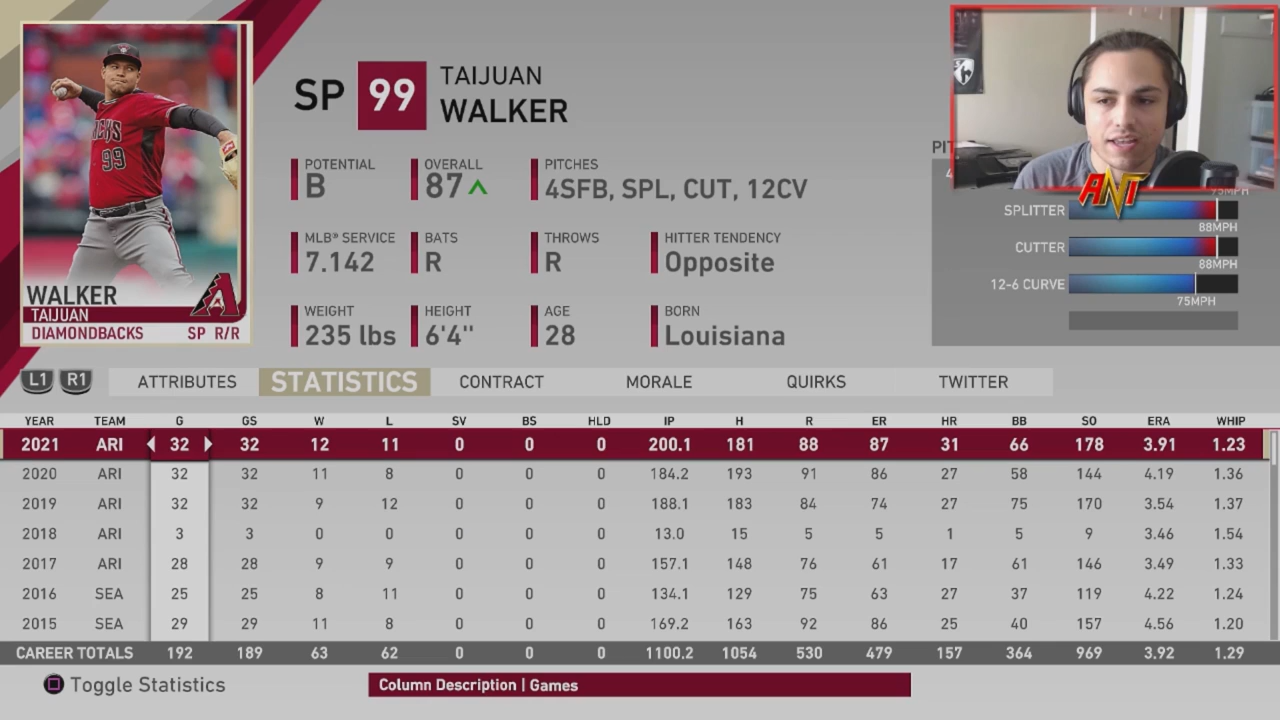 SP 99 TAIJUAN
WALKER
POTENTIAL
B
OVERALL
87
PITCHES
4SFB, SPL, CUT, 12CV
MLB® SERVICE
7.142
BATS
R
THROWS
R
HITTER TENDENCY
Opposite
WEIGHT
235 lbs
HEIGHT
6'4"
AGE
28
BORN
Louisiana
99
WALKER
TAIJUAN
DIAMONDBACKS SP R/R
ANT
PIT
4
95MPH
SPLITTER
88MPH
CUTTER
88MPH
12-6 CURVE
75MPH
L1 R1 ATTRIBUTES STATISTICS CONTRACT MORALE QUIRKS TWITTER
YEAR TEAM G GS W L SV BS HLD IP H R ER HR BB SO ERA WHIP
2021 ARI 32 32 12 11 0 0 0 200.1 181 88 87 31 66 178 3.91 1.23
2020 ARI 32 32 11 8 0 0 0 184.2 193 91 86 27 58 144 4.19 1.36
2019 ARI 32 32 9 12 0 0 0 188.1 183 84 74 27 75 170 3.54 1.37
2018 ARI 3 3 0 0 0 0 0 13.0 15 5 5 1 5 9 3.46 1.54
2017 ARI 28 28 9 9 0 0 0 157.1 148 76 61 17 61 146 3.49 1.33
2016 SEA 25 25 8 11 0 0 0 134.1 129 75 63 27 37 119 4.22 1.24
2015 SEA 29 29 11 8 0 0 0 169.2 163 92 86 25 40 157 4.56 1.20
CAREER TOTALS 192 189 63 62 0 0 0 1100.2 1054 530 479 157 364 969 3.92 1.29
Toggle Statistics
Column Description | Games